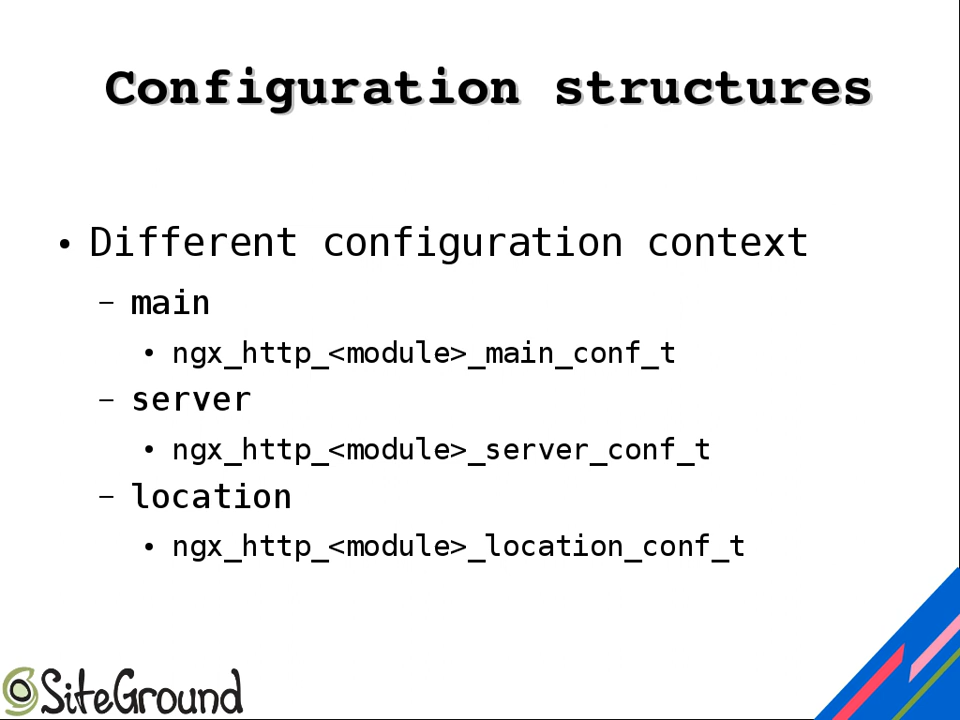 Configuration structures
• Different configuration context
– main
• ngx_http_<module>_main_conf_t
– server
• ngx_http_<module>_server_conf_t
– location
• ngx_http_<module>_location_conf_t
SiteGround